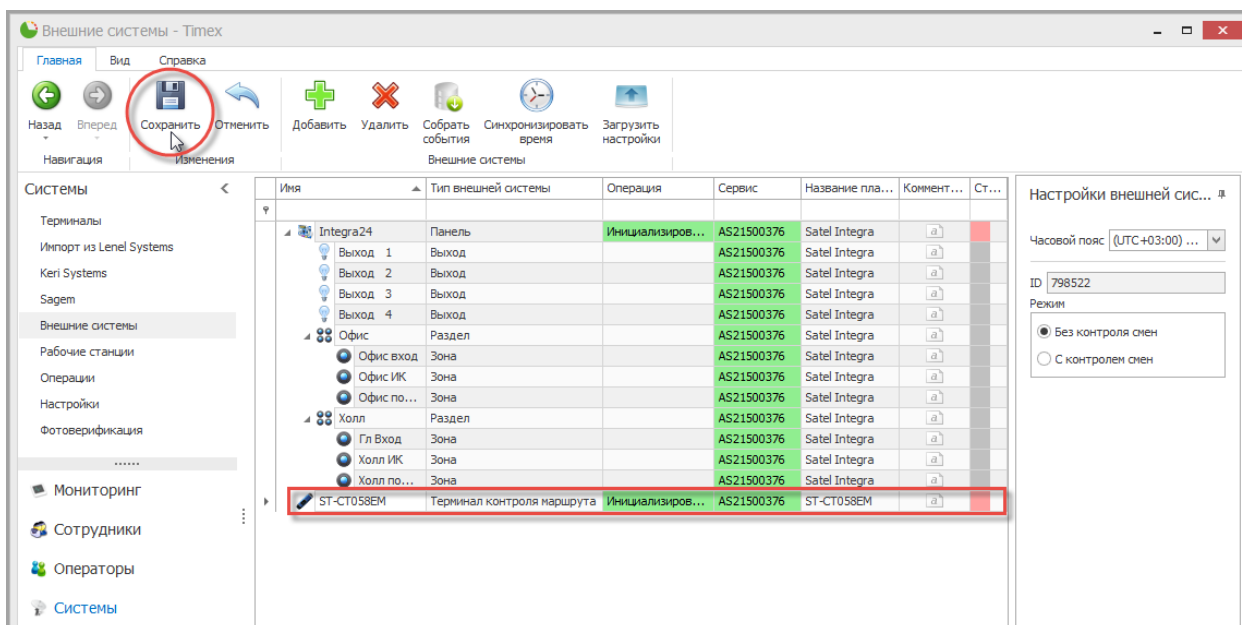 Внешние системы - Timex
Главная Вид Справка
Назад Вперед Сохранить Отменить Добавить Удалить Собрать события Синхронизировать время Загрузить настройки
Навигация Изменения Внешние системы
Системы
Терминалы
Импорт из Lenel Systems
Keri Systems
Sagem
Внешние системы
Рабочие станции
Операции
Настройки
Фотоверификация
Мониторинг
Сотрудники
Операторы
Системы
Имя Тип внешней системы Операция Сервис Название пла... Коммент... Ст...
Integra24 Панель Инициализиров... AS21500376 Satel Integra
Выход 1 Выход AS21500376 Satel Integra
Выход 2 Выход AS21500376 Satel Integra
Выход 3 Выход AS21500376 Satel Integra
Выход 4 Выход AS21500376 Satel Integra
Офис Раздел AS21500376 Satel Integra
Офис вход Зона AS21500376 Satel Integra
Офис ИК Зона AS21500376 Satel Integra
Офис по... Зона AS21500376 Satel Integra
Холл Раздел AS21500376 Satel Integra
Гл Вход Зона AS21500376 Satel Integra
Холл ИК Зона AS21500376 Satel Integra
Холл по... Зона AS21500376 Satel Integra
ST-CT058EM Терминал контроля маршрута Инициализиров... AS21500376 ST-CT058EM
Настройки внешней сис...
Часовой пояс (UTC+03:00) ...
ID 798522
Режим
Без контроля смен
С контролем смен